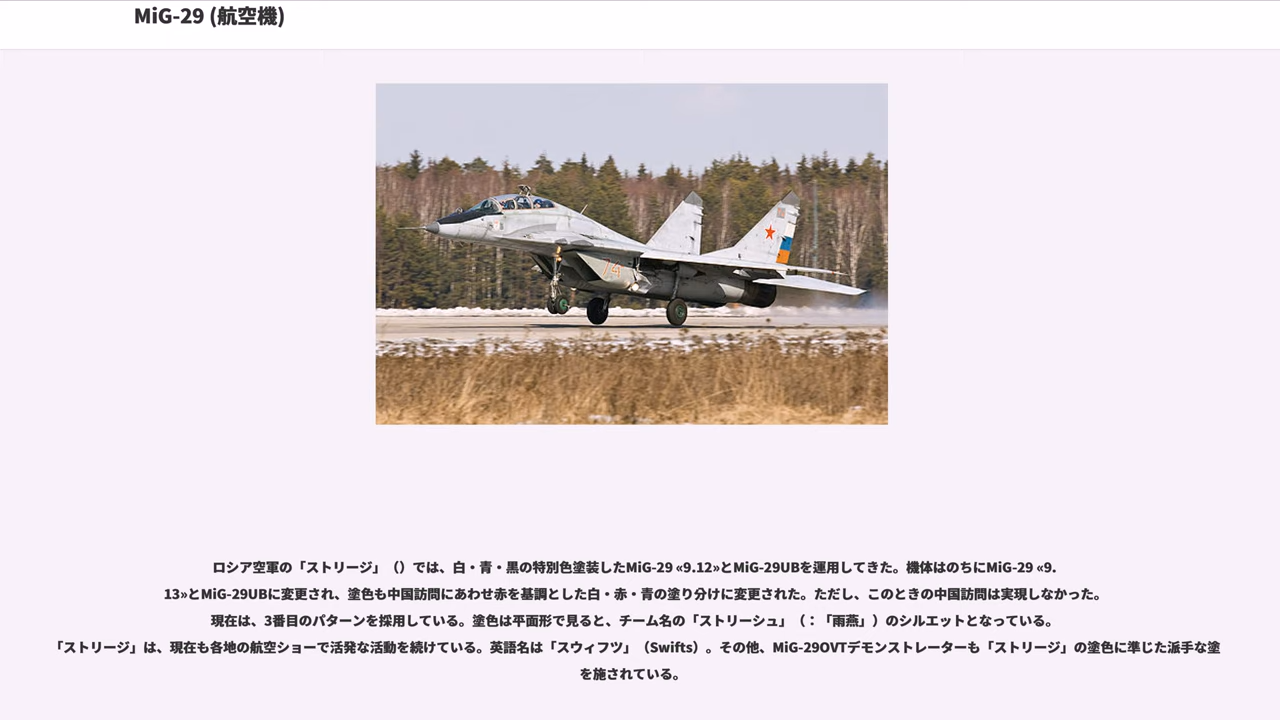 MiG-29 (航空機)
74
ロシア空軍の「ストリージ」（）では、白・青・黒の特別色塗装したMiG-29 «9.12»とMiG-29UBを運用してきた。機体はのちにMiG-29 «9.
13»とMiG-29UBに変更され、塗色も中国訪問にあわせ赤を基調とした白・赤・青の塗り分けに変更された。ただし、このときの中国訪問は実現しなかった。
現在は、3番目のパターンを採用している。塗色は平面形で見ると、チーム名の「ストリーシュ」（：「雨燕」）のシルエットとなっている。
「ストリージ」は、現在も各地の航空ショーで活発な活動を続けている。英語名は「スウィフツ」（Swifts）。その他、MiG-29OVTデモンストレーターも「ストリージ」の塗色に準じた派手な塗
を施されている。